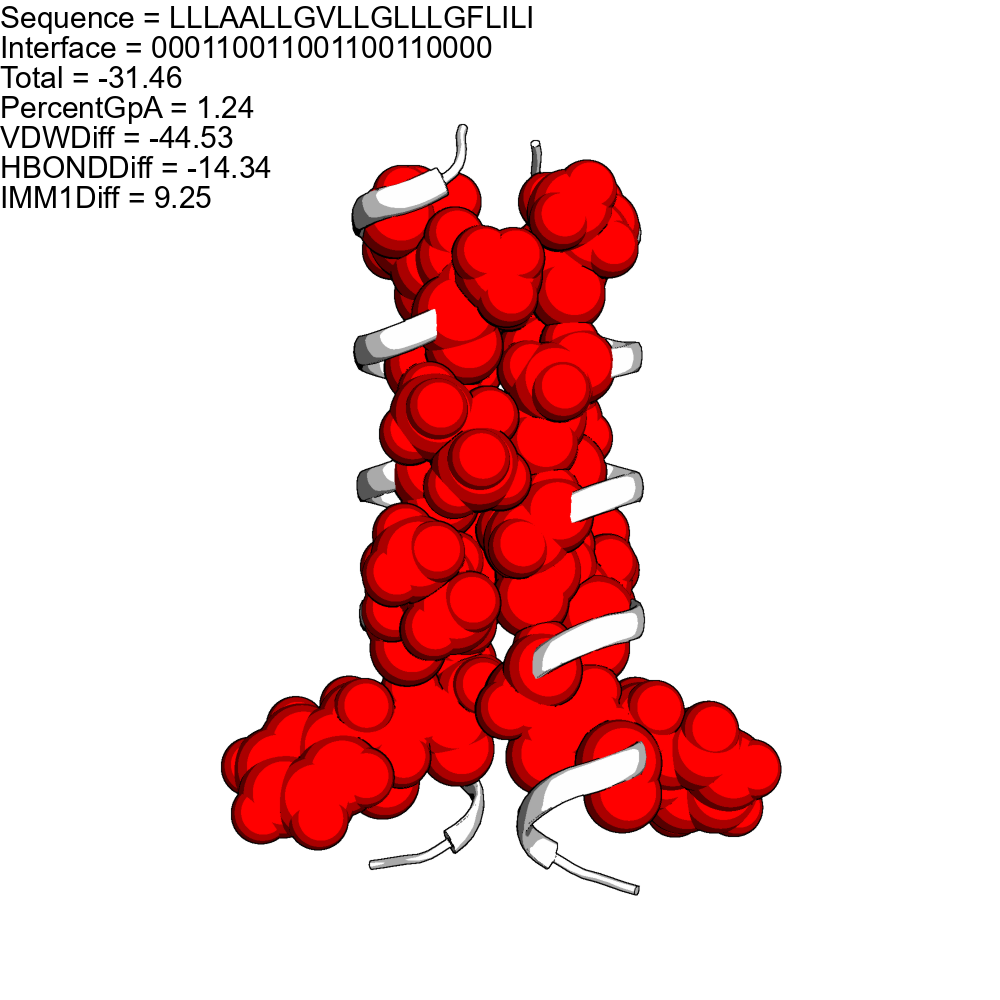 Sequence = LLLAALLGVLLGLLLGFLILI
Interface = 000110011001100110000
Total = -31.46
PercentGpA = 1.24
VDWDiff = -44.53
HBONDDiff = -14.34
IMM1Diff = 9.25